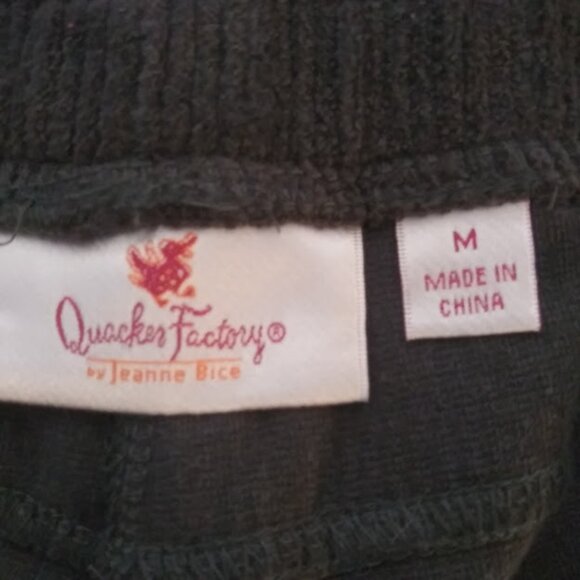 Quacker Factory®
by Jeanne Bice
M
MADE IN
CHINA